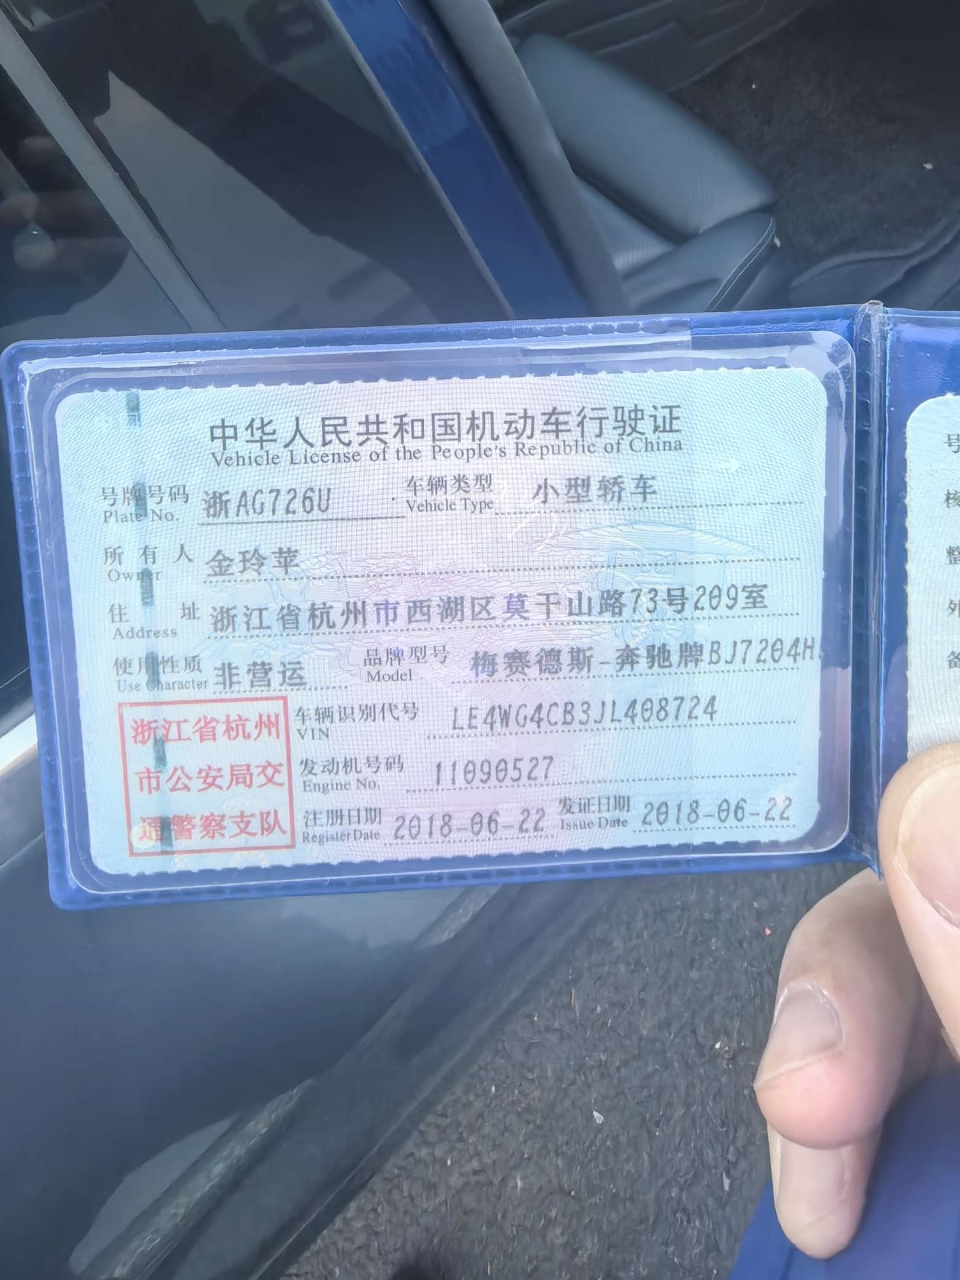 中华人民共和国机动车行驶证
Vehicle License of the People's Republic of China
号牌号码 浙AG726U 车辆类型 小型轿车
Plate No. Vehicle Type
所有人 金玲苹
Owner
住址 浙江省杭州市西湖区莫干山路73号209室
Address
使用性质 非营运 品牌型号 梅赛德斯-奔驰牌BJ7204H
Use Character Model
浙江省杭州
市公安局交
通警察支队
车辆识别代号 LE4WG4CB3JL408724
VIN
发动机号码 11090527
Engine No.
注册日期 2018-06-22 发证日期 2018-06-22
Register Date Issue Date
号
核
整
外
备